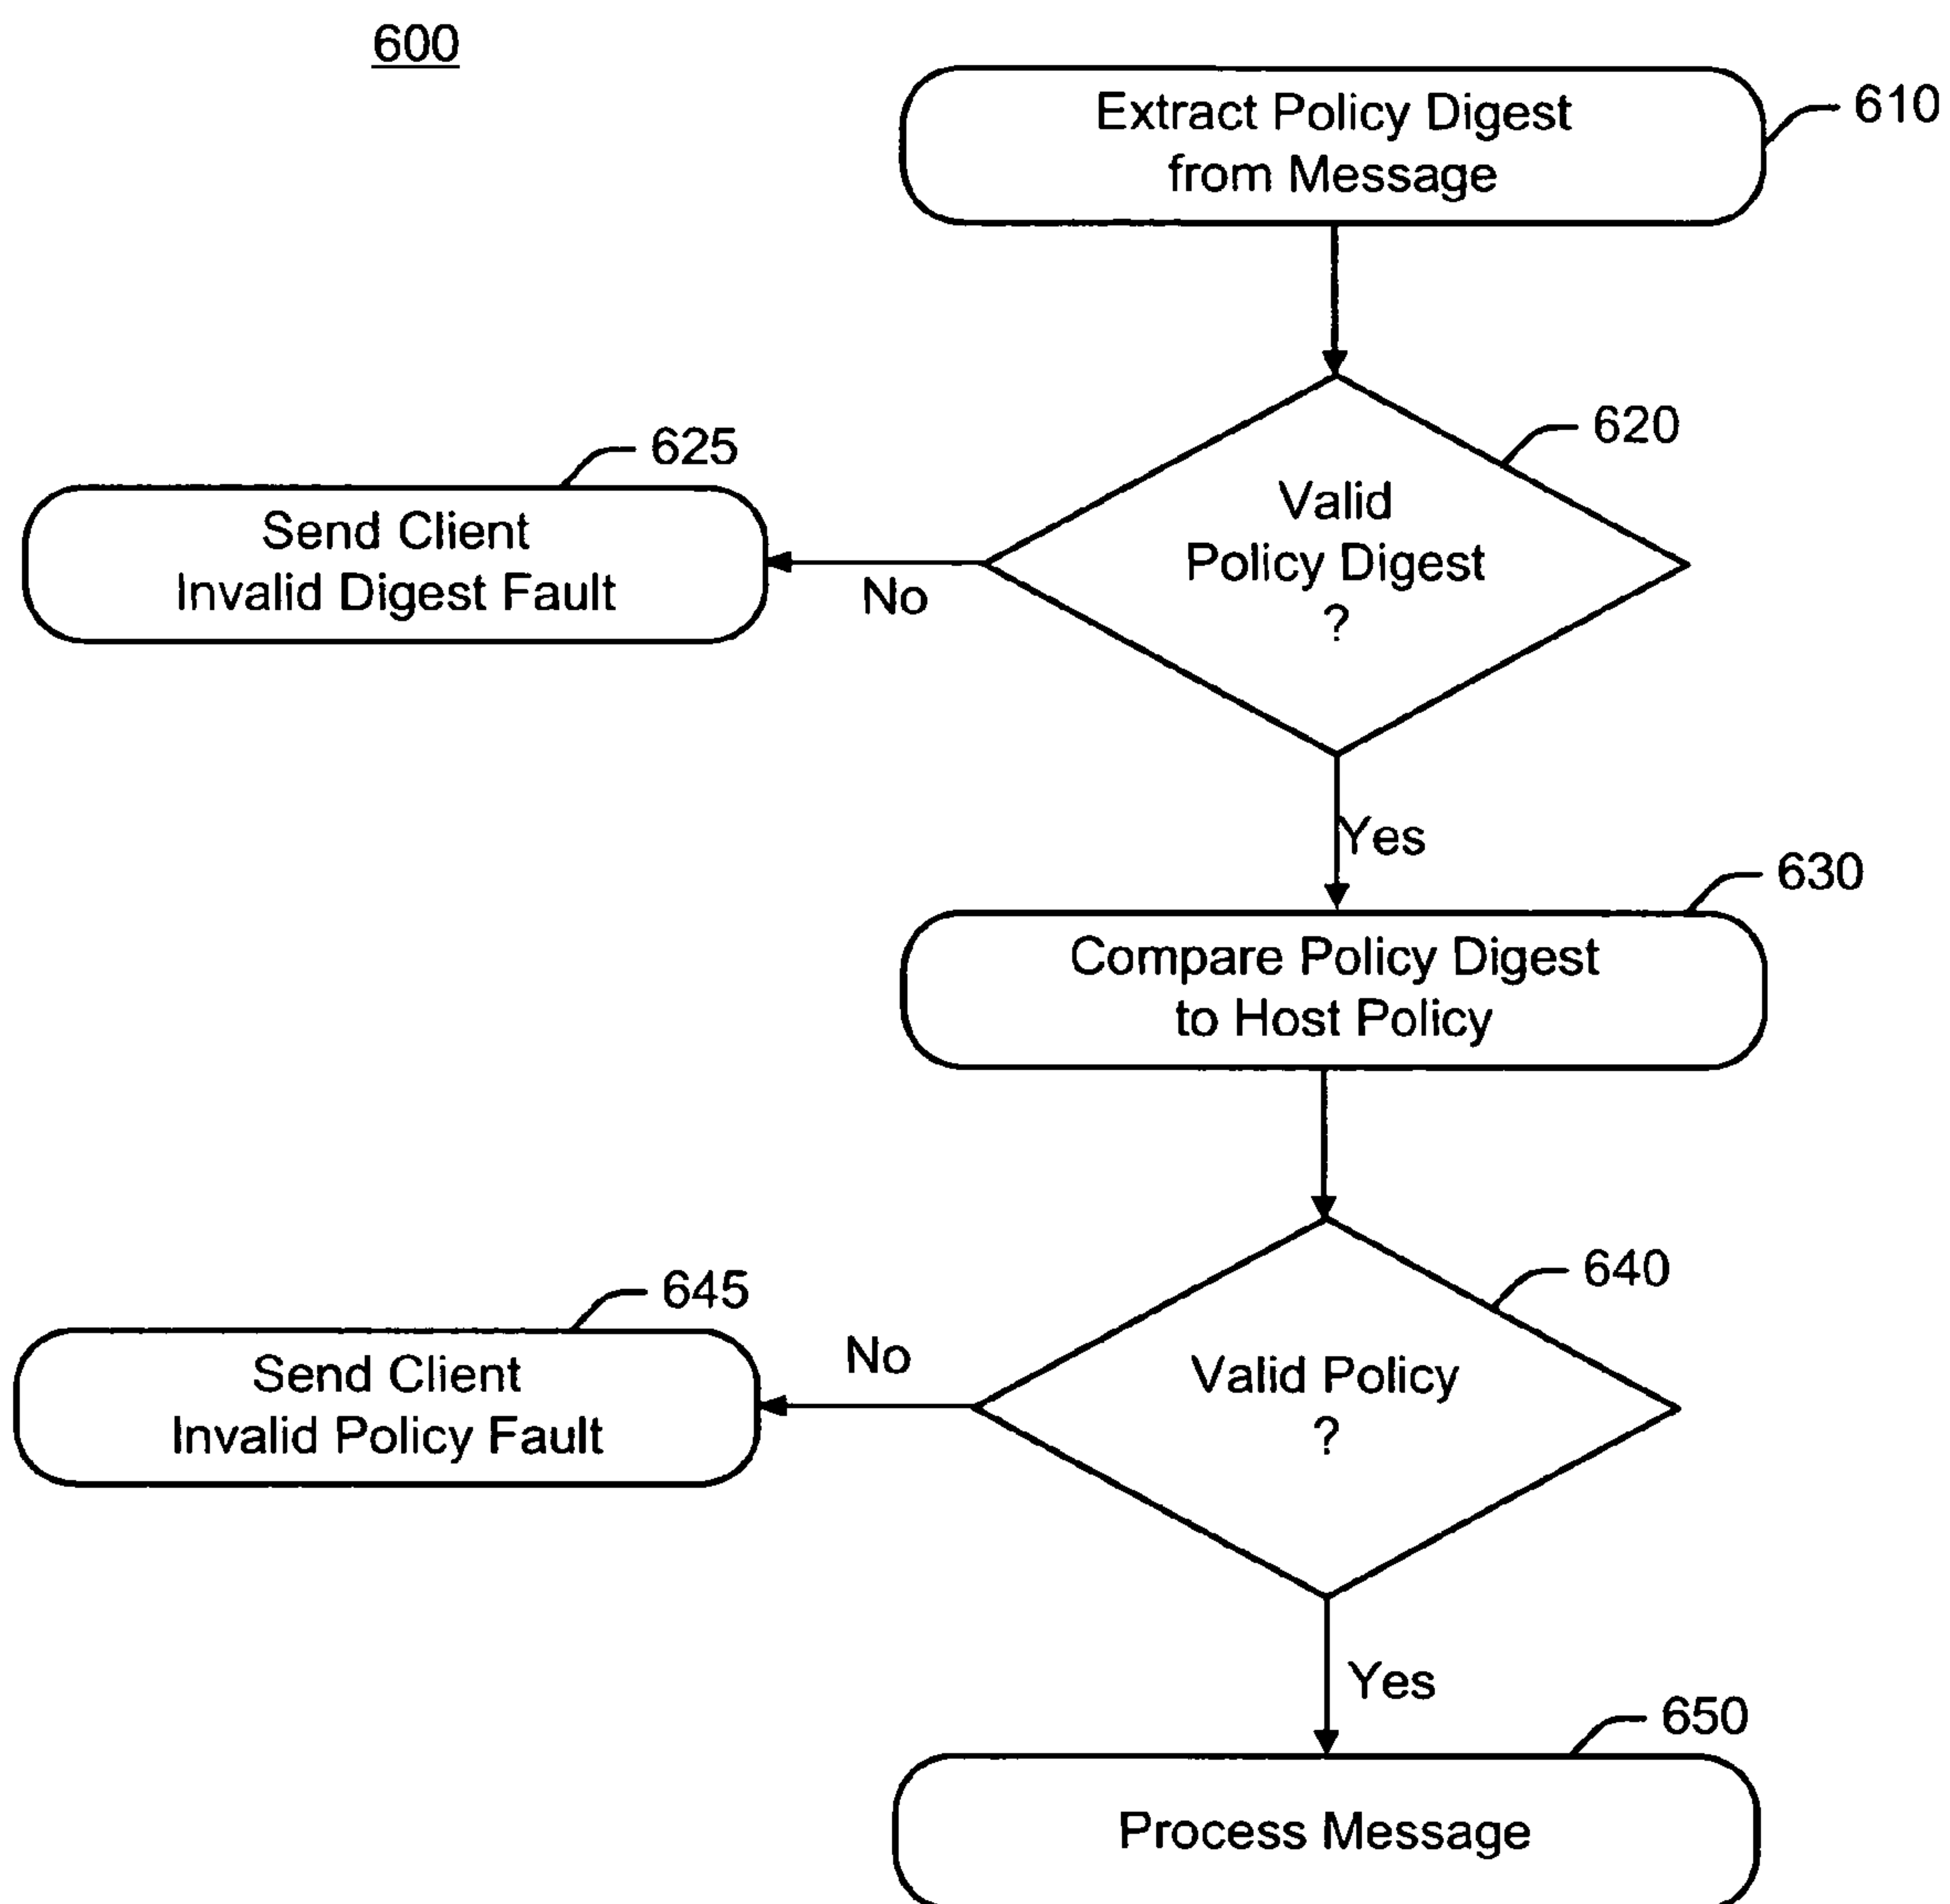 600
Extract Policy Digest
from Message
610
620
Valid
Policy Digest
?
625
Send Client
Invalid Digest Fault
No
Yes
630
Compare Policy Digest
to Host Policy
640
Valid Policy
?
645
Send Client
Invalid Policy Fault
No
Yes
650
Process Message